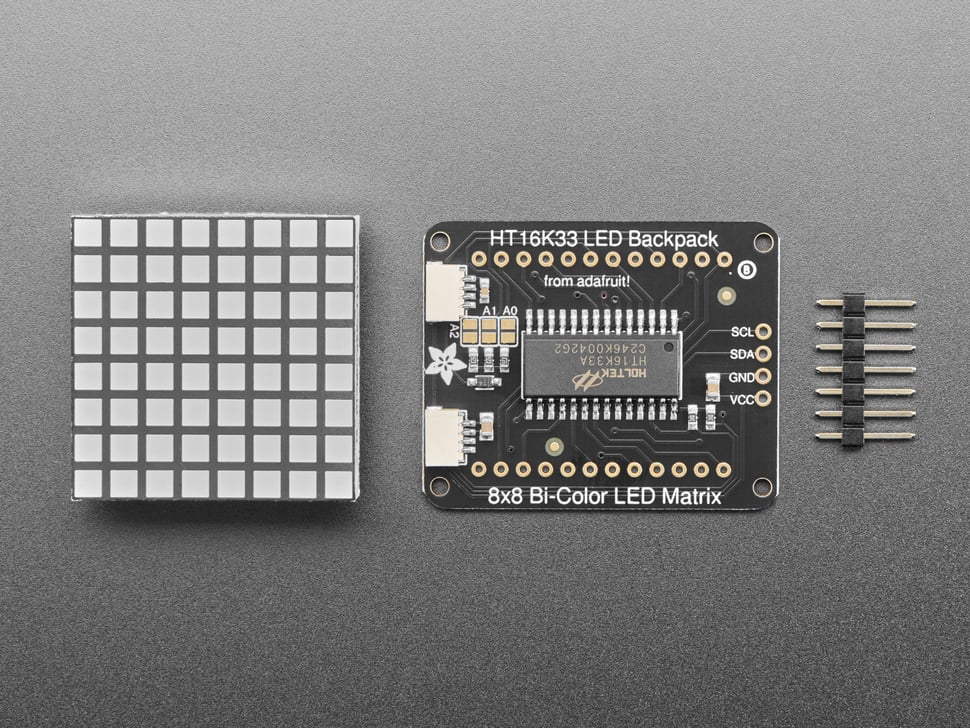 HT16K33 LED Backpack
B
from adafruit!
A1 A0
A2
SCL
SDA
GND
VCC
HOLTEK
HT16K33A
C246K0042G2
8x8 Bi-Color LED Matrix